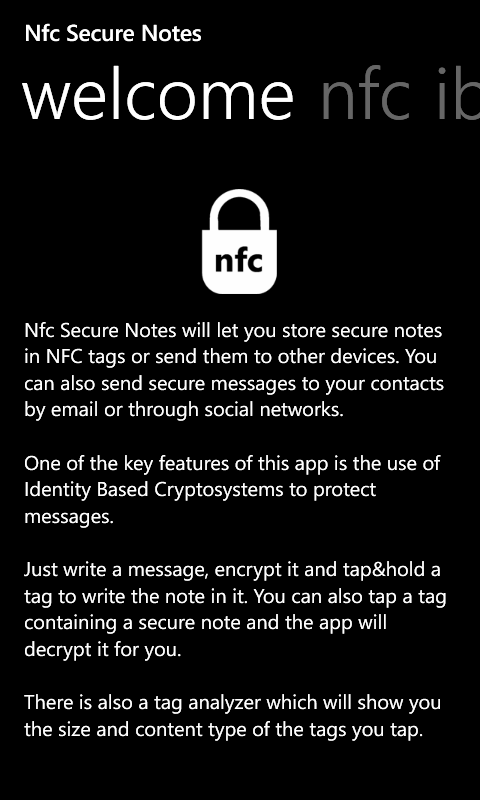 Nfc Secure Notes
welcome nfc ib
nfc
Nfc Secure Notes will let you store secure notes
in NFC tags or send them to other devices. You
can also send secure messages to your contacts
by email or through social networks.
One of the key features of this app is the use of
Identity Based Cryptosystems to protect
messages.
Just write a message, encrypt it and tap&hold a
tag to write the note in it. You can also tap a tag
containing a secure note and the app will
decrypt it for you.
There is also a tag analyzer which will show you
the size and content type of the tags you tap.